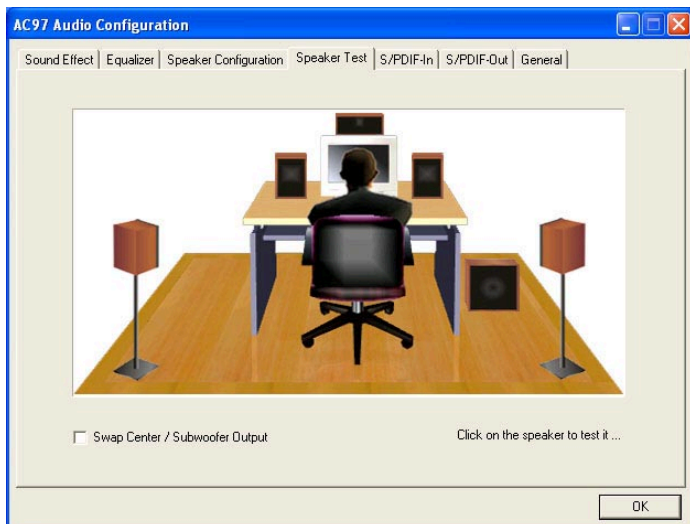 AC97 Audio Configuration
Sound Effect Equalizer Speaker Configuration Speaker Test S/PDIF-In S/PDIF-Out General
Swap Center / Subwoofer Output
Click on the speaker to test it ...
OK